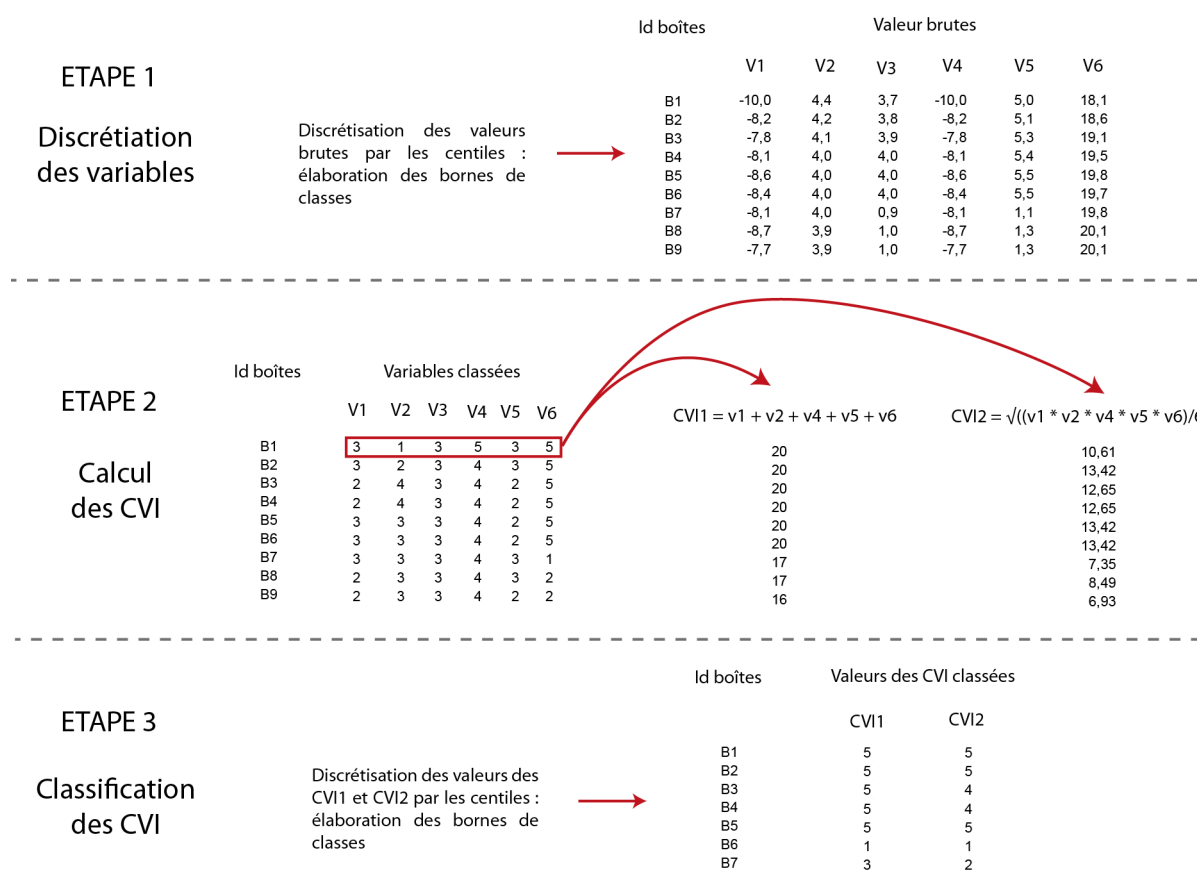 Id boîtes Valeur brutes
ETAPE 1
Discrétiation
des variables
Discrétisation des valeurs
brutes par les centiles :
élaboration des bornes de
classes
V1 V2 V3 V4 V5 V6
B1 -10,0 4,4 3,7 -10,0 5,0 18,1
B2 -8,2 4,2 3,8 -8,2 5,1 18,6
B3 -7,8 4,1 3,9 -7,8 5,3 19,1
B4 -8,1 4,0 4,0 -8,1 5,4 19,5
B5 -8,6 4,0 4,0 -8,6 5,5 19,8
B6 -8,4 4,0 4,0 -8,4 5,5 19,7
B7 -8,1 4,0 0,9 -8,1 1,1 19,8
B8 -8,7 3,9 1,0 -8,7 1,3 20,1
B9 -7,7 3,9 1,0 -7,7 1,3 20,1
ETAPE 2
Calcul
des CVI
Id boîtes Variables classées
V1 V2 V3 V4 V5 V6
B1 3 1 3 5 3 5
B2 3 2 3 4 3 5
B3 2 4 3 4 2 5
B4 2 4 3 4 2 5
B5 3 3 3 4 2 5
B6 3 3 3 4 2 5
B7 3 3 3 4 3 1
B8 2 3 3 4 3 2
B9 2 3 3 4 2 2
CVI1 = v1 + v2 + v4 + v5 + v6
20
20
20
20
20
20
17
17
16
CVI2 = √((v1 * v2 * v4 * v5 * v6)/6
10,61
13,42
12,65
12,65
13,42
13,42
7,35
8,49
6,93
ETAPE 3
Classification
des CVI
Discrétisation des valeurs des
CVI1 et CVI2 par les centiles :
élaboration des bornes de
classes
Id boîtes Valeurs des CVI classées
CVI1 CVI2
B1 5 5
B2 5 5
B3 5 4
B4 5 4
B5 5 5
B6 1 1
B7 3 2